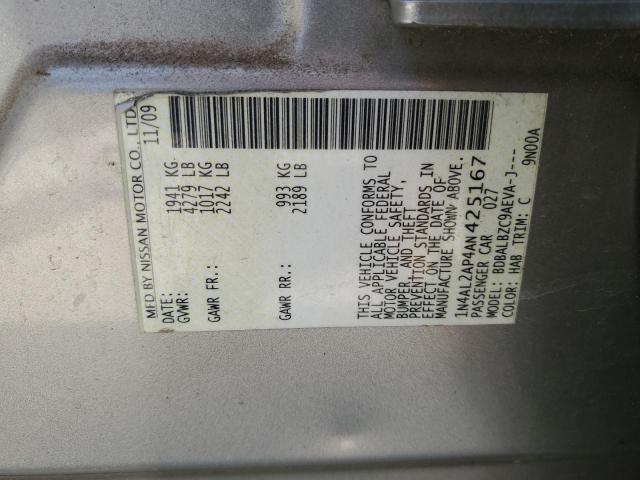 MFD BY NISSAN MOTOR CO., LTD.
DATE: 11/09
GVWR: 1941 KG
4279 LB
GAWR FR: 1017 KG
2242 LB
GAWR RR: 993 KG
2189 LB
THIS VEHICLE CONFORMS TO
ALL APPLICABLE FEDERAL
MOTOR VEHICLE SAFETY,
BUMPER, AND THEFT
PREVENTION STANDARDS IN
EFFECT ON THE DATE OF
MANUFACTURE SHOWN ABOVE.
1N4AL2AP4AN425167
PASSENGER CAR 027
MODEL: BDBALBZC9AEVA-J---
COLOR: HAB TRIM: C 9N00A